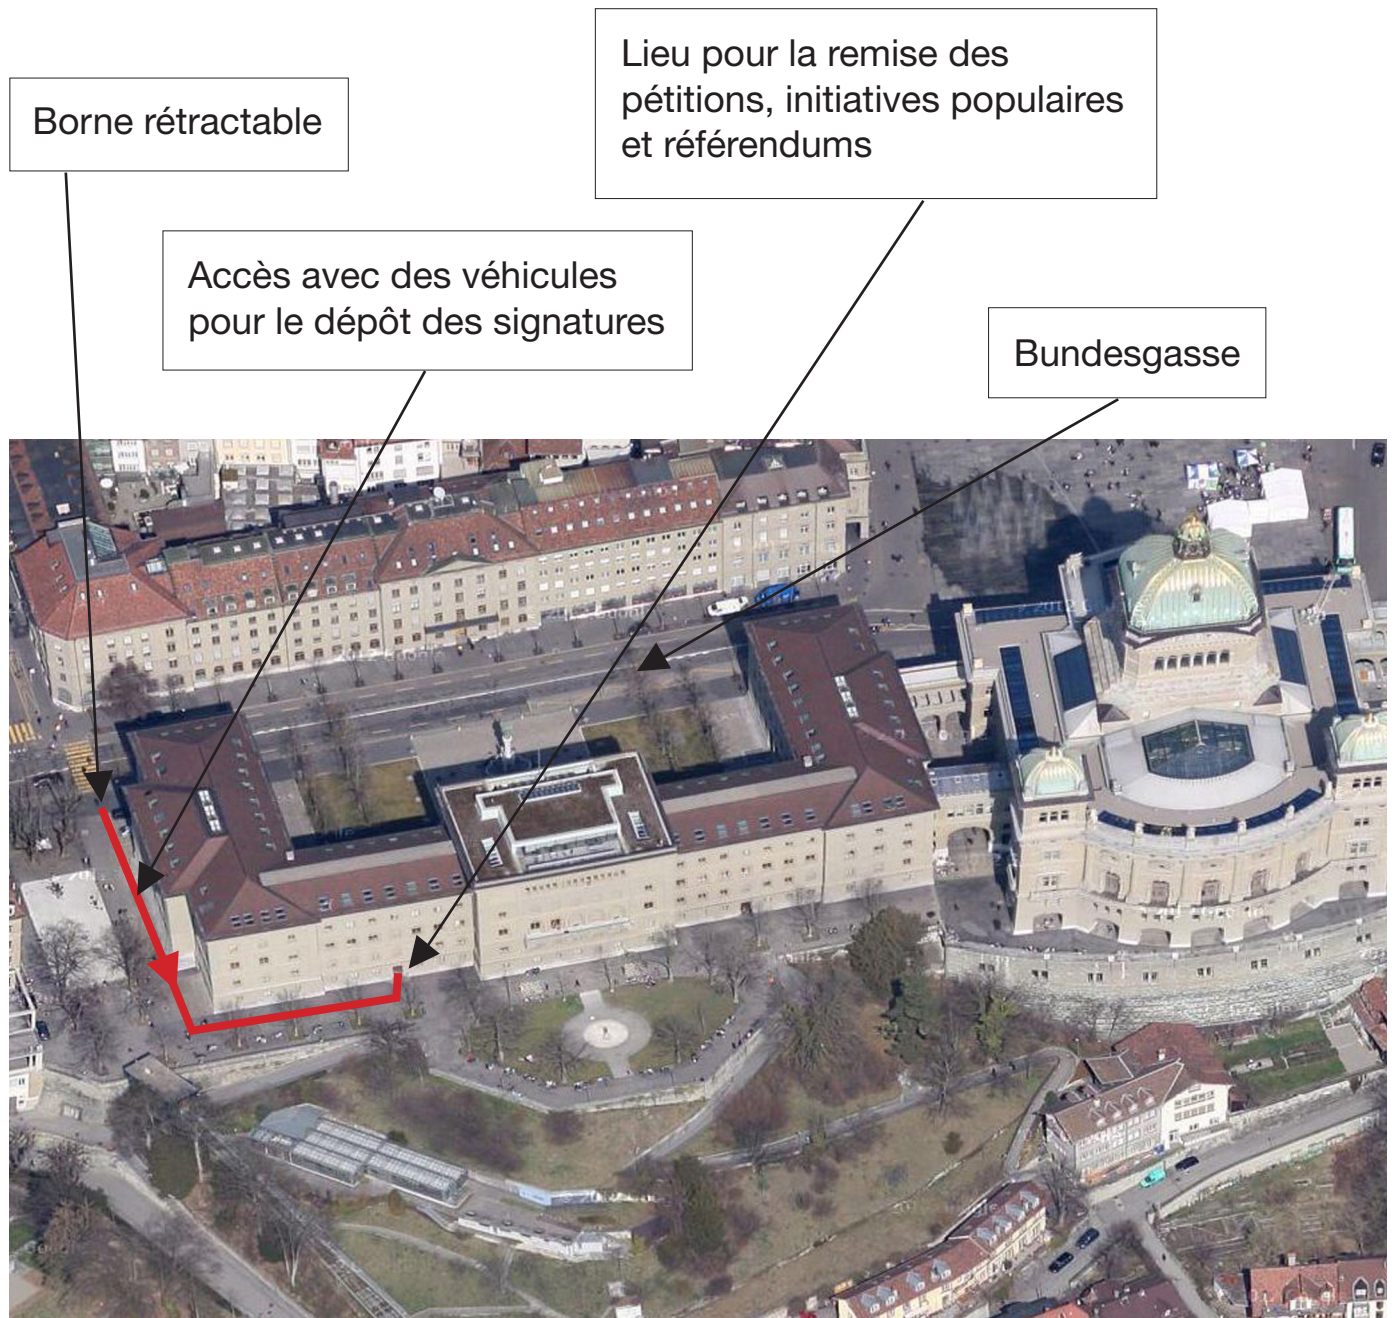 Lieu pour la remise des
pétitions, initiatives populaires
et référendums
Borne rétractable
Accès avec des véhicules
pour le dépôt des signatures
Bundesgasse